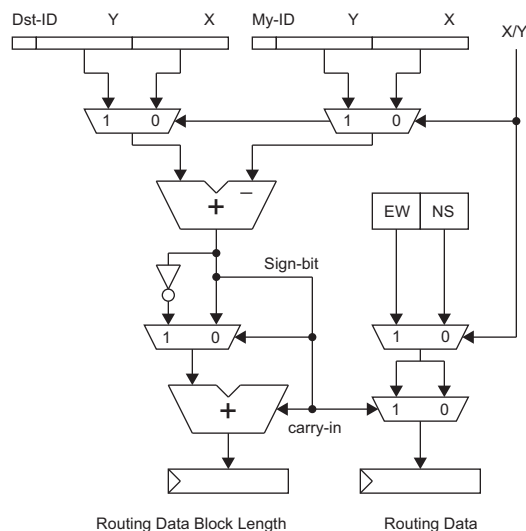 Dst-ID Y X My-ID Y X
X/Y
1 0 1 0
−
+
EW NS
Sign-bit
1 0 1 0
+ 1 0
carry-in
Routing Data Block Length Routing Data